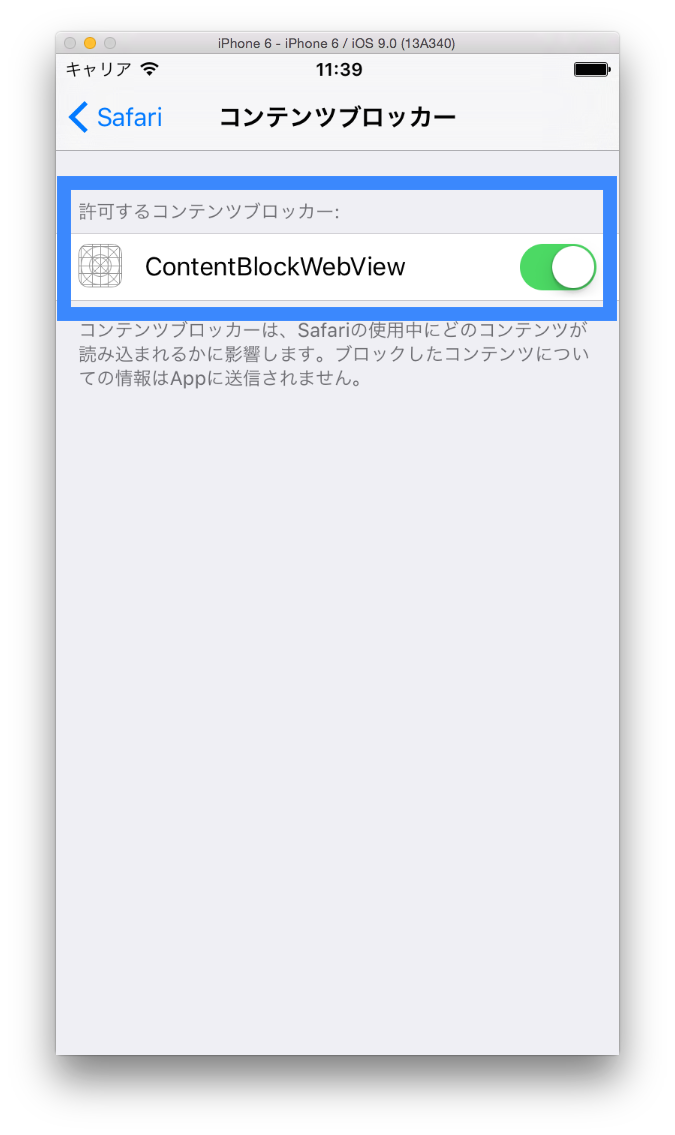 iPhone 6 - iPhone 6 / iOS 9.0 (13A340)
キャリア 11:39
Safari コンテンツブロッカー
許可するコンテンツブロッカー:
ContentBlockWebView
コンテンツブロッカーは、Safariの使用中にどのコンテンツが
読み込まれるかに影響します。ブロックしたコンテンツについ
ての情報はAppに送信されません。